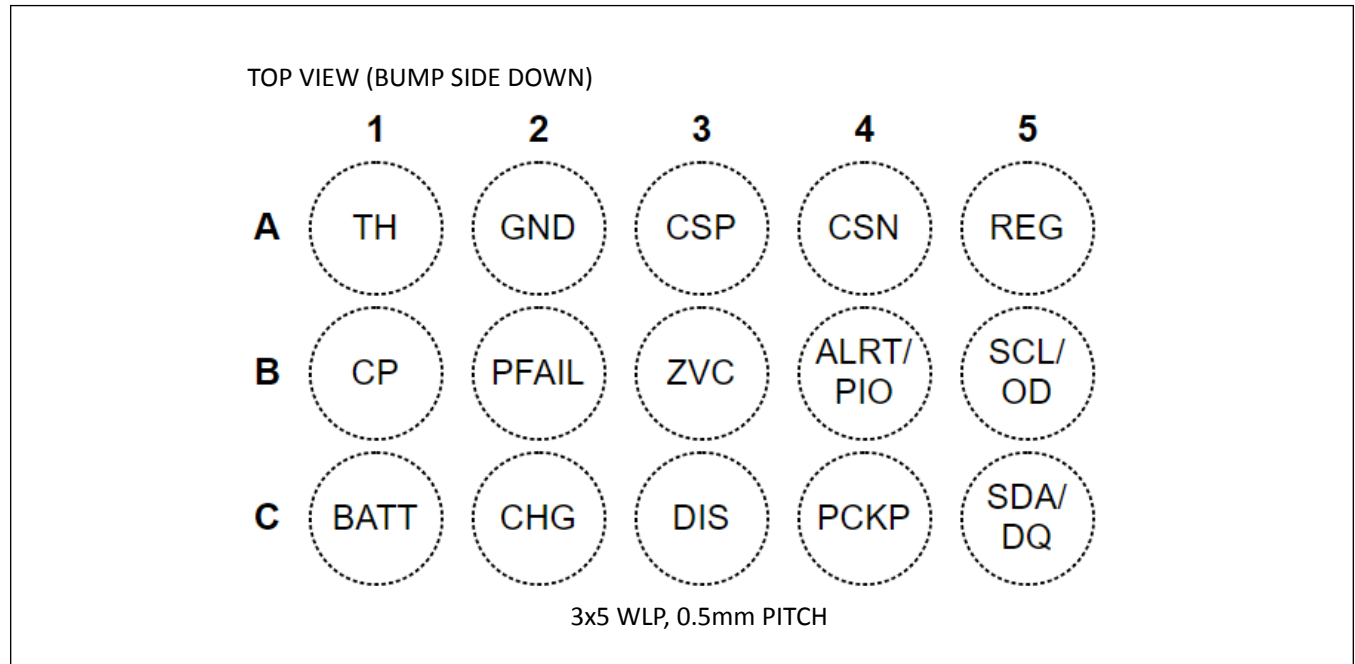 TOP VIEW (BUMP SIDE DOWN)
1 2 3 4 5
A TH GND CSP CSN REG
B CP PFAIL ZVC ALRT/ PIO SCL/ OD
C BATT CHG DIS PCKP SDA/ DQ
3x5 WLP, 0.5mm PITCH